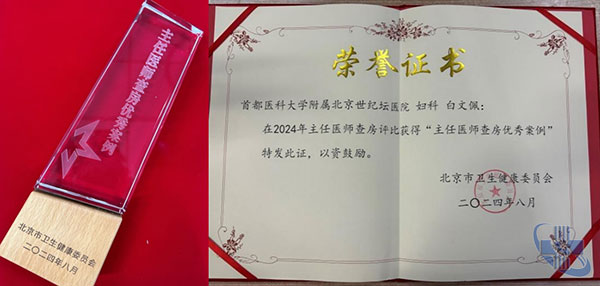 主任医师查房优秀案例
北京市卫生健康委员会
二〇二四年八月
荣誉证书
首都医科大学附属北京世纪坛医院 妇科 白文佩:
在2024年主任医师查房评比获得“主任医师查房优秀案例”
特发此证，以资鼓励。
北京市卫生健康委员会
二〇二四年八月